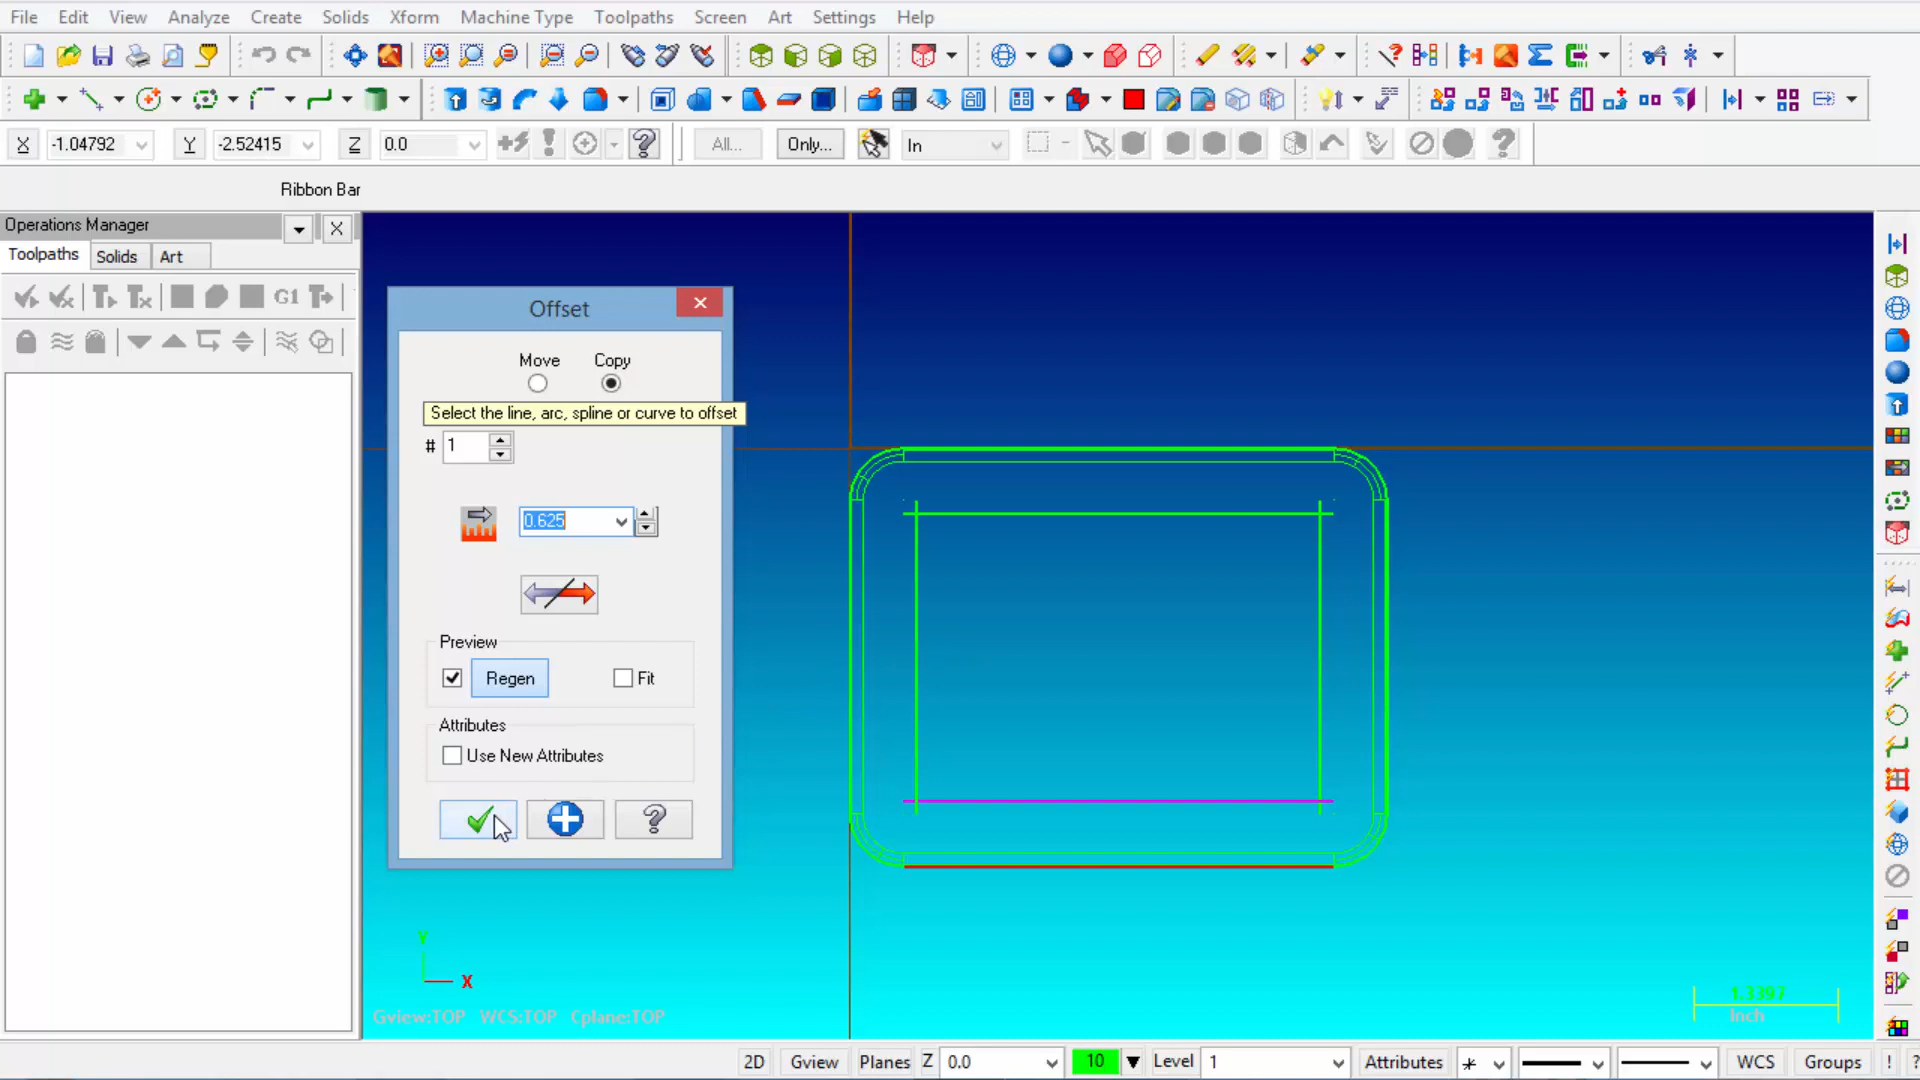 File Edit View Analyze Create Solids Xform Machine Type Toolpaths Screen Art Settings Help
X -1.04792 Y -2.52415 Z 0.0 All... Only... In
Ribbon Bar
Operations Manager X
Toolpaths Solids Art
G1
Offset
Move Copy
Select the line, arc, spline or curve to offset
# 1
0.625
Preview
Regen Fit
Attributes
Use New Attributes
Y
X
Gview:TOP WCS:TOP Cplane:TOP
1.3397
Inch
2D Gview Planes Z 0.0 10 Level 1 Attributes WCS Groups ! ?